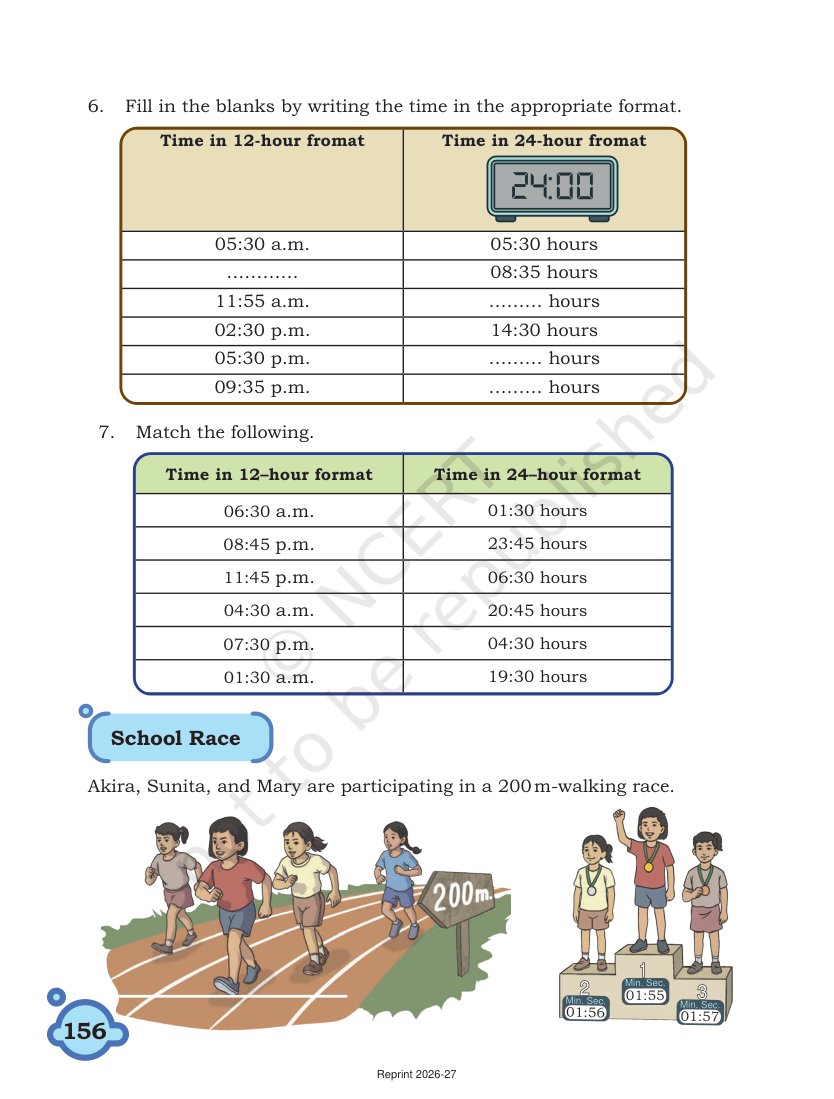 6. Fill in the blanks by writing the time in the appropriate format.
Time in 12-hour fromat Time in 24-hour fromat
24:00
05:30 a.m. 05:30 hours
............ 08:35 hours
11:55 a.m. ......... hours
02:30 p.m. 14:30 hours
05:30 p.m. ......... hours
09:35 p.m. ......... hours
7. Match the following.
Time in 12–hour format Time in 24–hour format
06:30 a.m. 01:30 hours
08:45 p.m. 23:45 hours
11:45 p.m. 06:30 hours
04:30 a.m. 20:45 hours
07:30 p.m. 04:30 hours
01:30 a.m. 19:30 hours
© NCERT
not to be republished
School Race
Akira, Sunita, and Mary are participating in a 200 m-walking race.
200m.
1
Min. Sec.
01:55
2
Min. Sec.
01:56
3
Min. Sec.
01:57
156
Reprint 2026-27